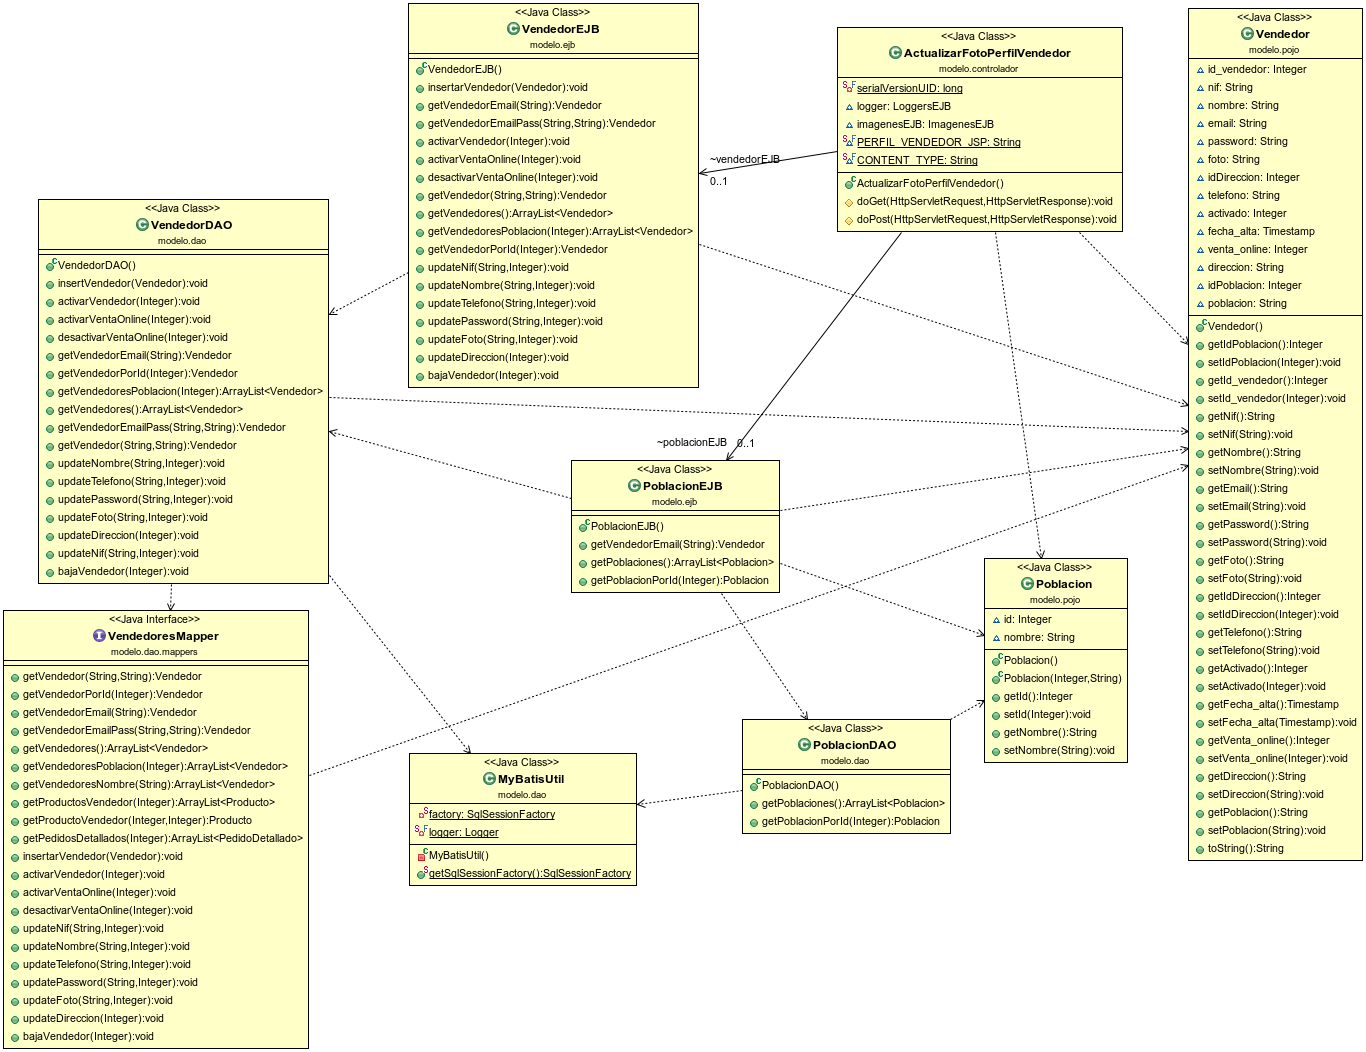 <<Java Class>>
VendedorEJB
modelo.ejb
VendedorEJB()
insertarVendedor(Vendedor):void
getVendedorEmail(String):Vendedor
getVendedorEmailPass(String,String):Vendedor
activarVendedor(Integer):void
activarVentaOnline(Integer):void
desactivarVentaOnline(Integer):void
getVendedor(String,String):Vendedor
getVendedores():ArrayList<Vendedor>
getVendedoresPoblacion(Integer):ArrayList<Vendedor>
getVendedorPorId(Integer):Vendedor
updateNif(String,Integer):void
updateNombre(String,Integer):void
updateTelefono(String,Integer):void
updatePassword(String,Integer):void
updateFoto(String,Integer):void
updateDireccion(Integer):void
bajaVendedor(Integer):void
<<Java Class>>
ActualizarFotoPerfilVendedor
modelo.controlador
serialVersionUID: long
logger: LoggersEJB
imagenesEJB: ImagenesEJB
PERFIL_VENDEDOR_JSP: String
CONTENT_TYPE: String
ActualizarFotoPerfilVendedor()
doGet(HttpServletRequest,HttpServletResponse):void
doPost(HttpServletRequest,HttpServletResponse):void
<<Java Class>>
Vendedor
modelo.pojo
id_vendedor: Integer
nif: String
nombre: String
email: String
password: String
foto: String
idDireccion: Integer
telefono: String
activado: Integer
fecha_alta: Timestamp
venta_online: Integer
direccion: String
idPoblacion: Integer
poblacion: String
Vendedor()
getIdPoblacion():Integer
setIdPoblacion(Integer):void
getId_vendedor():Integer
setId_vendedor(Integer):void
getNif():String
setNif(String):void
getNombre():String
setNombre(String):void
getEmail():String
setEmail(String):void
getPassword():String
setPassword(String):void
getFoto():String
setFoto(String):void
getIdDireccion():Integer
setIdDireccion(Integer):void
getTelefono():String
setTelefono(String):void
getActivado():Integer
setActivado(Integer):void
getFecha_alta():Timestamp
setFecha_alta(Timestamp):void
getVenta_online():Integer
setVenta_online(Integer):void
getDireccion():String
setDireccion(String):void
getPoblacion():String
setPoblacion(String):void
toString():String
~vendedorEJB
0..1
<<Java Class>>
VendedorDAO
modelo.dao
VendedorDAO()
insertVendedor(Vendedor):void
activarVendedor(Integer):void
activarVentaOnline(Integer):void
desactivarVentaOnline(Integer):void
getVendedorEmail(String):Vendedor
getVendedorPorId(Integer):Vendedor
getVendedoresPoblacion(Integer):ArrayList<Vendedor>
getVendedores():ArrayList<Vendedor>
getVendedorEmailPass(String,String):Vendedor
getVendedor(String,String):Vendedor
updateNombre(String,Integer):void
updateTelefono(String,Integer):void
updatePassword(String,Integer):void
updateFoto(String,Integer):void
updateDireccion(Integer):void
updateNif(String,Integer):void
bajaVendedor(Integer):void
~poblacionEJB
0..1
<<Java Class>>
PoblacionEJB
modelo.ejb
PoblacionEJB()
getVendedorEmail(String):Vendedor
getPoblaciones():ArrayList<Poblacion>
getPoblacionPorId(Integer):Poblacion
<<Java Class>>
Poblacion
modelo.pojo
id: Integer
nombre: String
Poblacion()
Poblacion(Integer,String)
getId():Integer
setId(Integer):void
getNombre():String
setNombre(String):void
<<Java Interface>>
VendedoresMapper
modelo.dao.mappers
getVendedor(String,String):Vendedor
getVendedorPorId(Integer):Vendedor
getVendedorEmail(String):Vendedor
getVendedorEmailPass(String,String):Vendedor
getVendedores():ArrayList<Vendedor>
getVendedoresPoblacion(Integer):ArrayList<Vendedor>
getVendedoresNombre(String):ArrayList<Vendedor>
getProductosVendedor(Integer):ArrayList<Producto>
getProductoVendedor(Integer,Integer):Producto
getPedidosDetallados(Integer):ArrayList<PedidoDetallado>
insertarVendedor(Vendedor):void
activarVendedor(Integer):void
activarVentaOnline(Integer):void
desactivarVentaOnline(Integer):void
updateNif(String,Integer):void
updateNombre(String,Integer):void
updateTelefono(String,Integer):void
updatePassword(String,Integer):void
updateFoto(String,Integer):void
updateDireccion(Integer):void
bajaVendedor(Integer):void
<<Java Class>>
MyBatisUtil
modelo.dao
factory: SqlSessionFactory
logger: Logger
MyBatisUtil()
getSqlSessionFactory():SqlSessionFactory
<<Java Class>>
PoblacionDAO
modelo.dao
PoblacionDAO()
getPoblaciones():ArrayList<Poblacion>
getPoblacionPorId(Integer):Poblacion